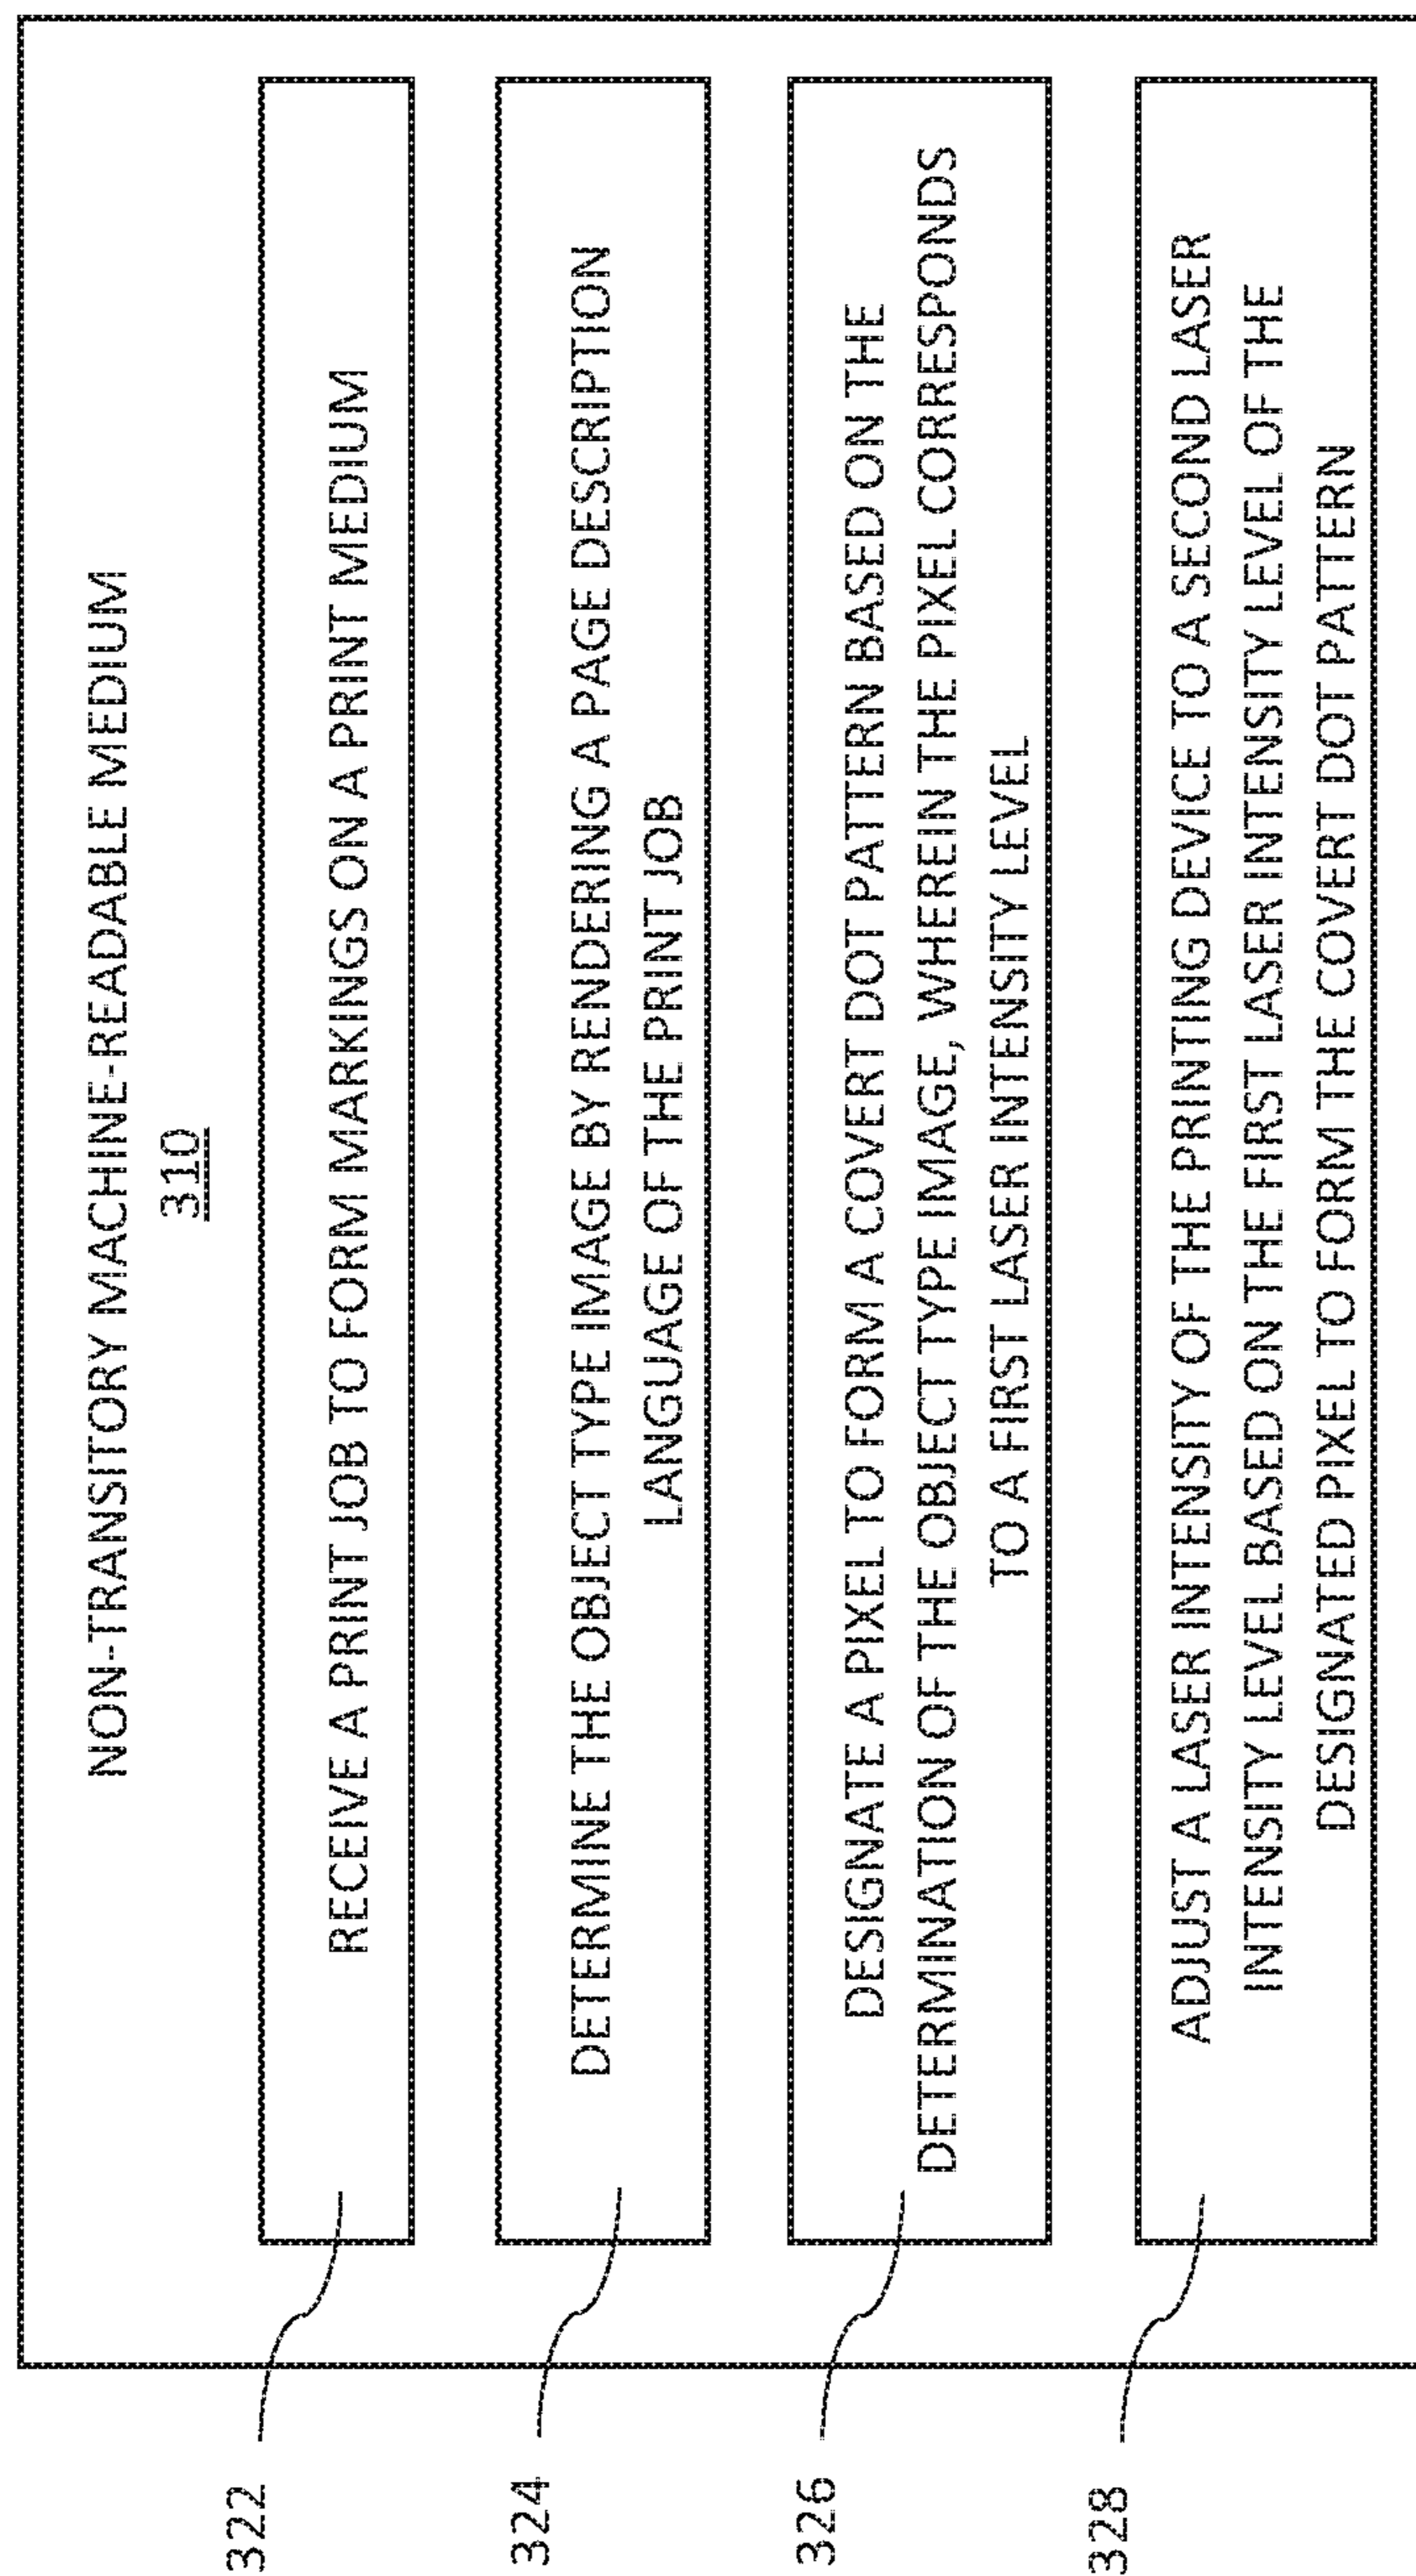 NON-TRANSITORY MACHINE-READABLE MEDIUM
310
322
RECEIVE A PRINT JOB TO FORM MARKINGS ON A PRINT MEDIUM
324
DETERMINE THE OBJECT TYPE IMAGE BY RENDERING A PAGE DESCRIPTION
LANGUAGE OF THE PRINT JOB
326
DESIGNATE A PIXEL TO FORM A COVERT DOT PATTERN BASED ON THE
DETERMINATION OF THE OBJECT TYPE IMAGE, WHEREIN THE PIXEL CORRESPONDS
TO A FIRST LASER INTENSITY LEVEL
328
ADJUST A LASER INTENSITY OF THE PRINTING DEVICE TO A SECOND LASER
INTENSITY LEVEL BASED ON THE FIRST LASER INTENSITY LEVEL OF THE
DESIGNATED PIXEL TO FORM THE COVERT DOT PATTERN